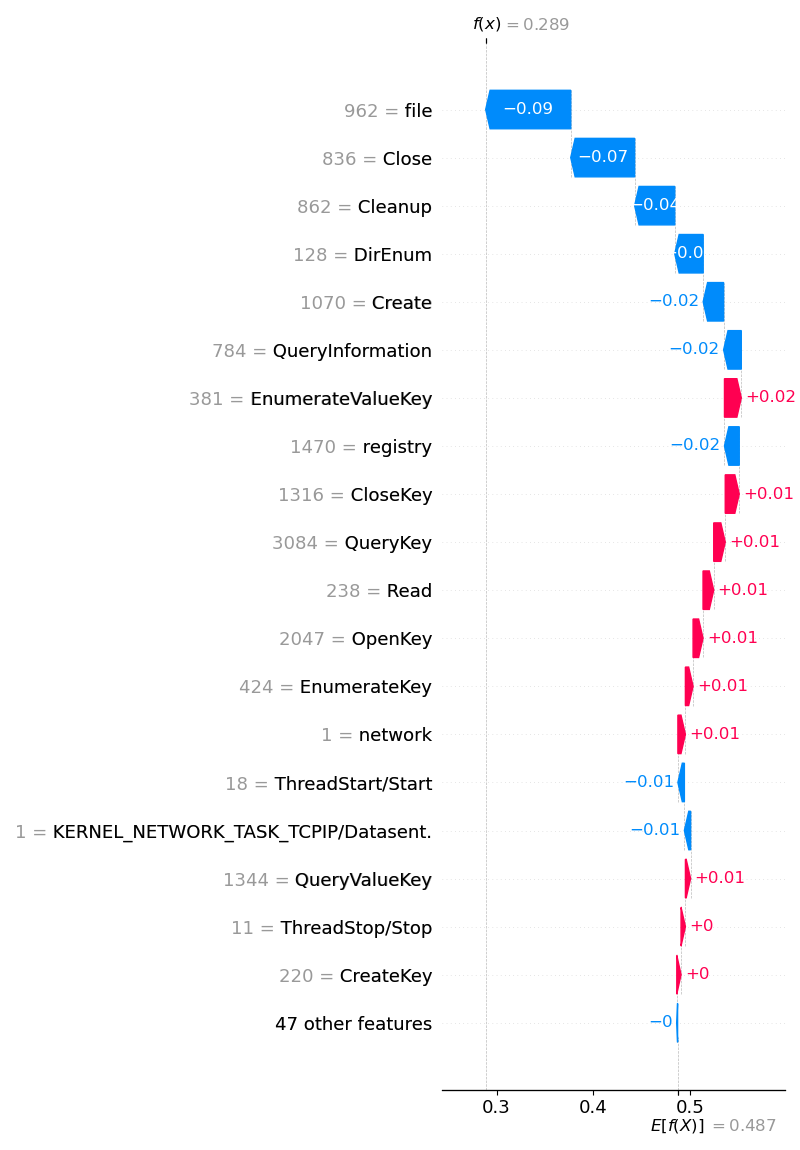 f(x) = 0.289
962 = file
−0.09
836 = Close
−0.07
862 = Cleanup
−0.04
128 = DirEnum
−0.0
1070 = Create
−0.02
784 = QueryInformation
−0.02
381 = EnumerateValueKey
+0.02
1470 = registry
−0.02
1316 = CloseKey
+0.01
3084 = QueryKey
+0.01
238 = Read
+0.01
2047 = OpenKey
+0.01
424 = EnumerateKey
+0.01
1 = network
+0.01
18 = ThreadStart/Start
−0.01
1 = KERNEL_NETWORK_TASK_TCPIP/Datasent.
−0.01
1344 = QueryValueKey
+0.01
11 = ThreadStop/Stop
+0
220 = CreateKey
+0
47 other features
−0
0.3 0.4 0.5
E[f(X)] = 0.487